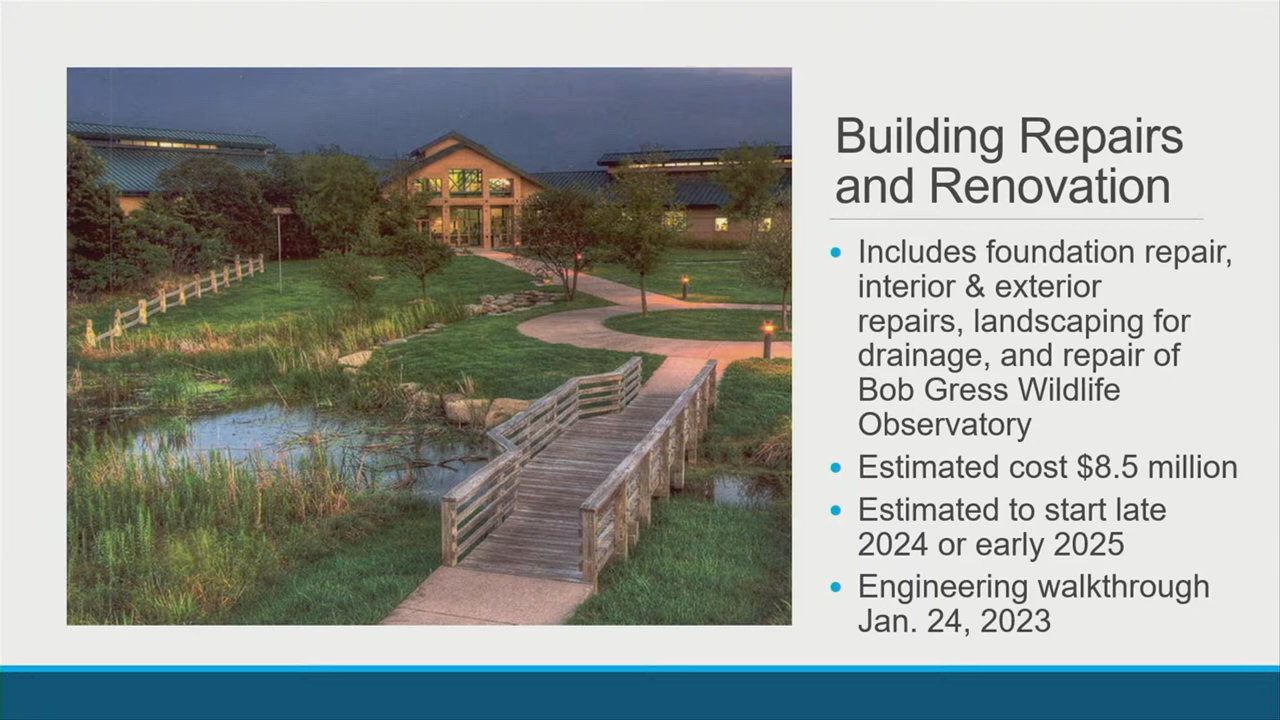 Building Repairs
and Renovation
• Includes foundation repair,
interior & exterior
repairs, landscaping for
drainage, and repair of
Bob Gress Wildlife
Observatory
• Estimated cost $8.5 million
• Estimated to start late
2024 or early 2025
• Engineering walkthrough
Jan. 24, 2023